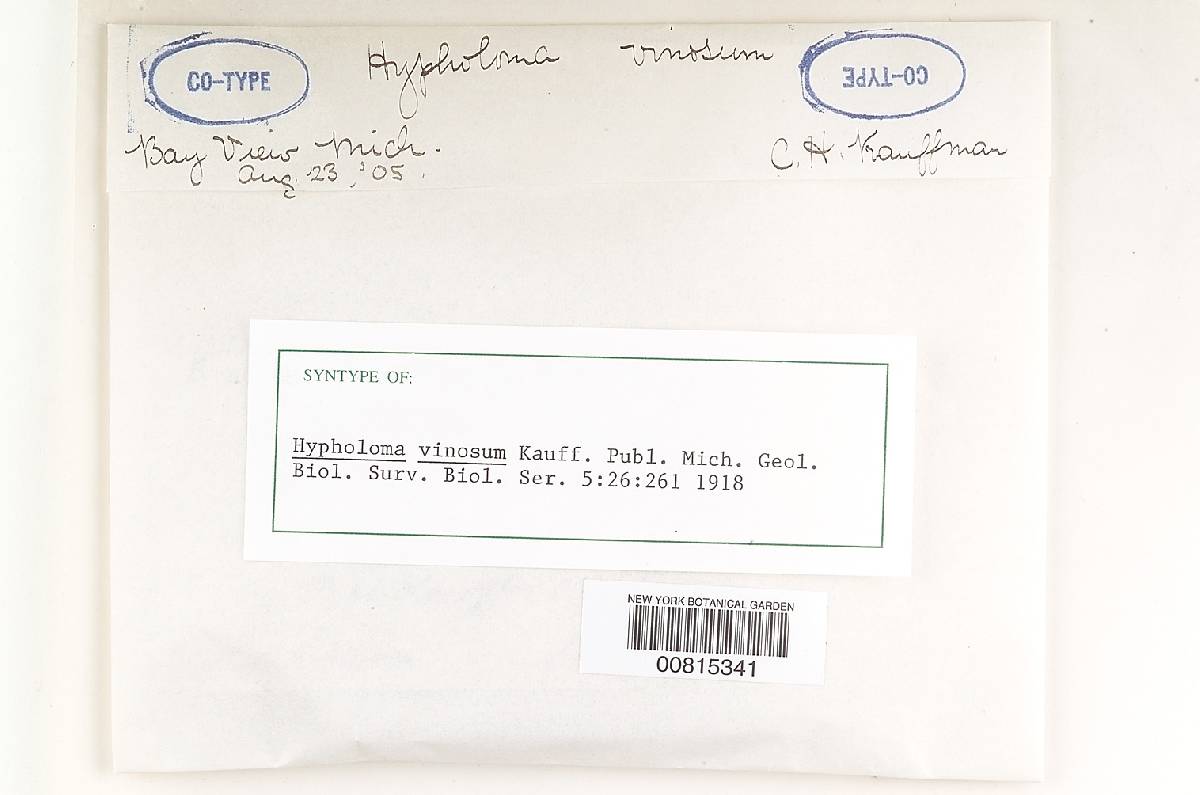 CO-TYPE
Hypholoma vinosum
CO-TYPE
Bay View Mich.
Aug. 23, '05.
C. H. Kauffman
SYNTYPE OF:
Hypholoma vinosum Kauff. Publ. Mich. Geol.
Biol. Surv. Biol. Ser. 5:26:261 1918
NEW YORK BOTANICAL GARDEN
00815341